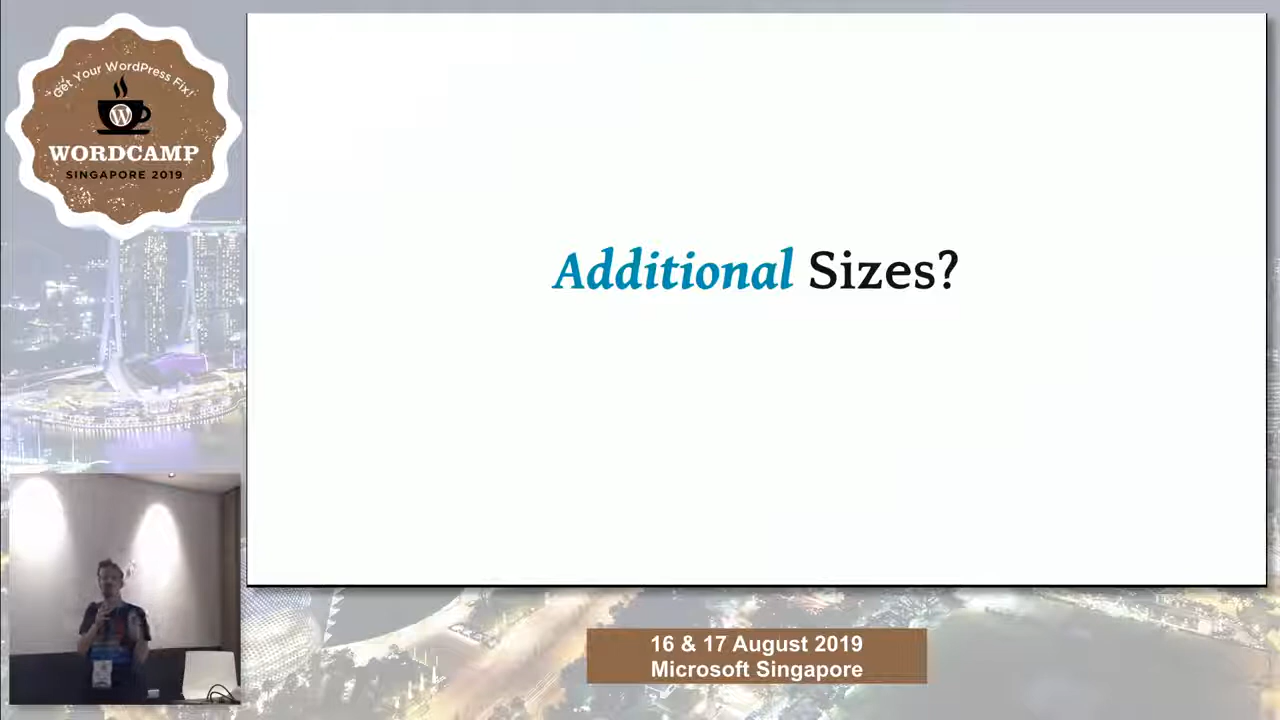 Get Your WordPress Fix!
W
WORDCAMP
SINGAPORE 2019
Additional Sizes?
16 & 17 August 2019
Microsoft Singapore